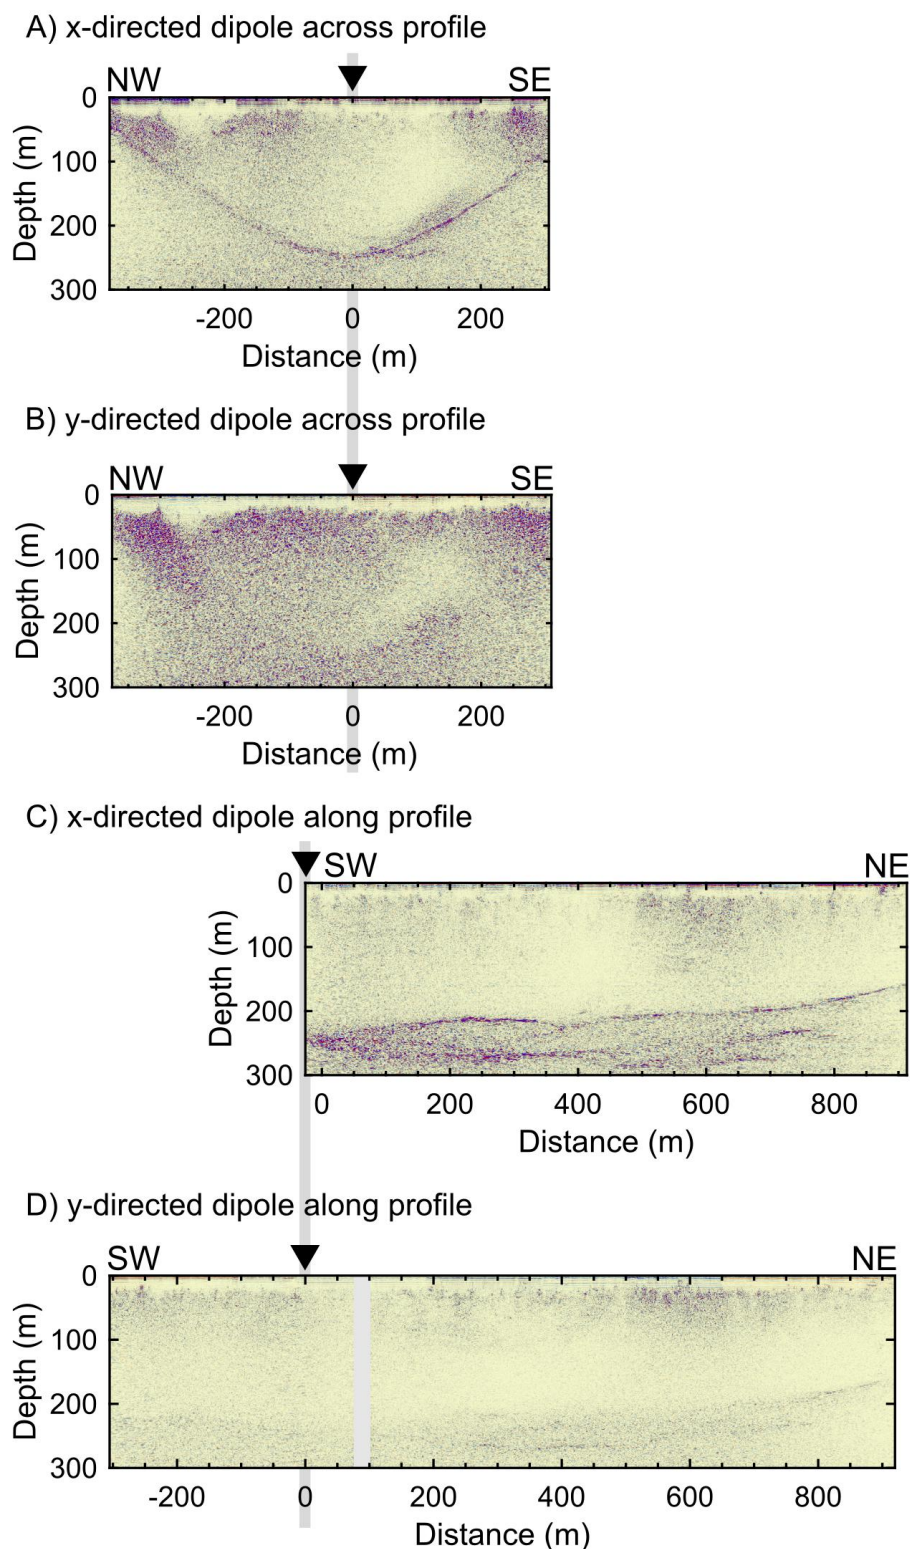 A) x-directed dipole across profile
NW SE
0
100
200
300
Depth (m)
-200 0 200
Distance (m)
B) y-directed dipole across profile
NW SE
0
100
200
300
Depth (m)
-200 0 200
Distance (m)
C) x-directed dipole along profile
SW NE
0
100
200
300
Depth (m)
0 200 400 600 800
Distance (m)
D) y-directed dipole along profile
SW NE
0
100
200
300
Depth (m)
-200 0 200 400 600 800
Distance (m)